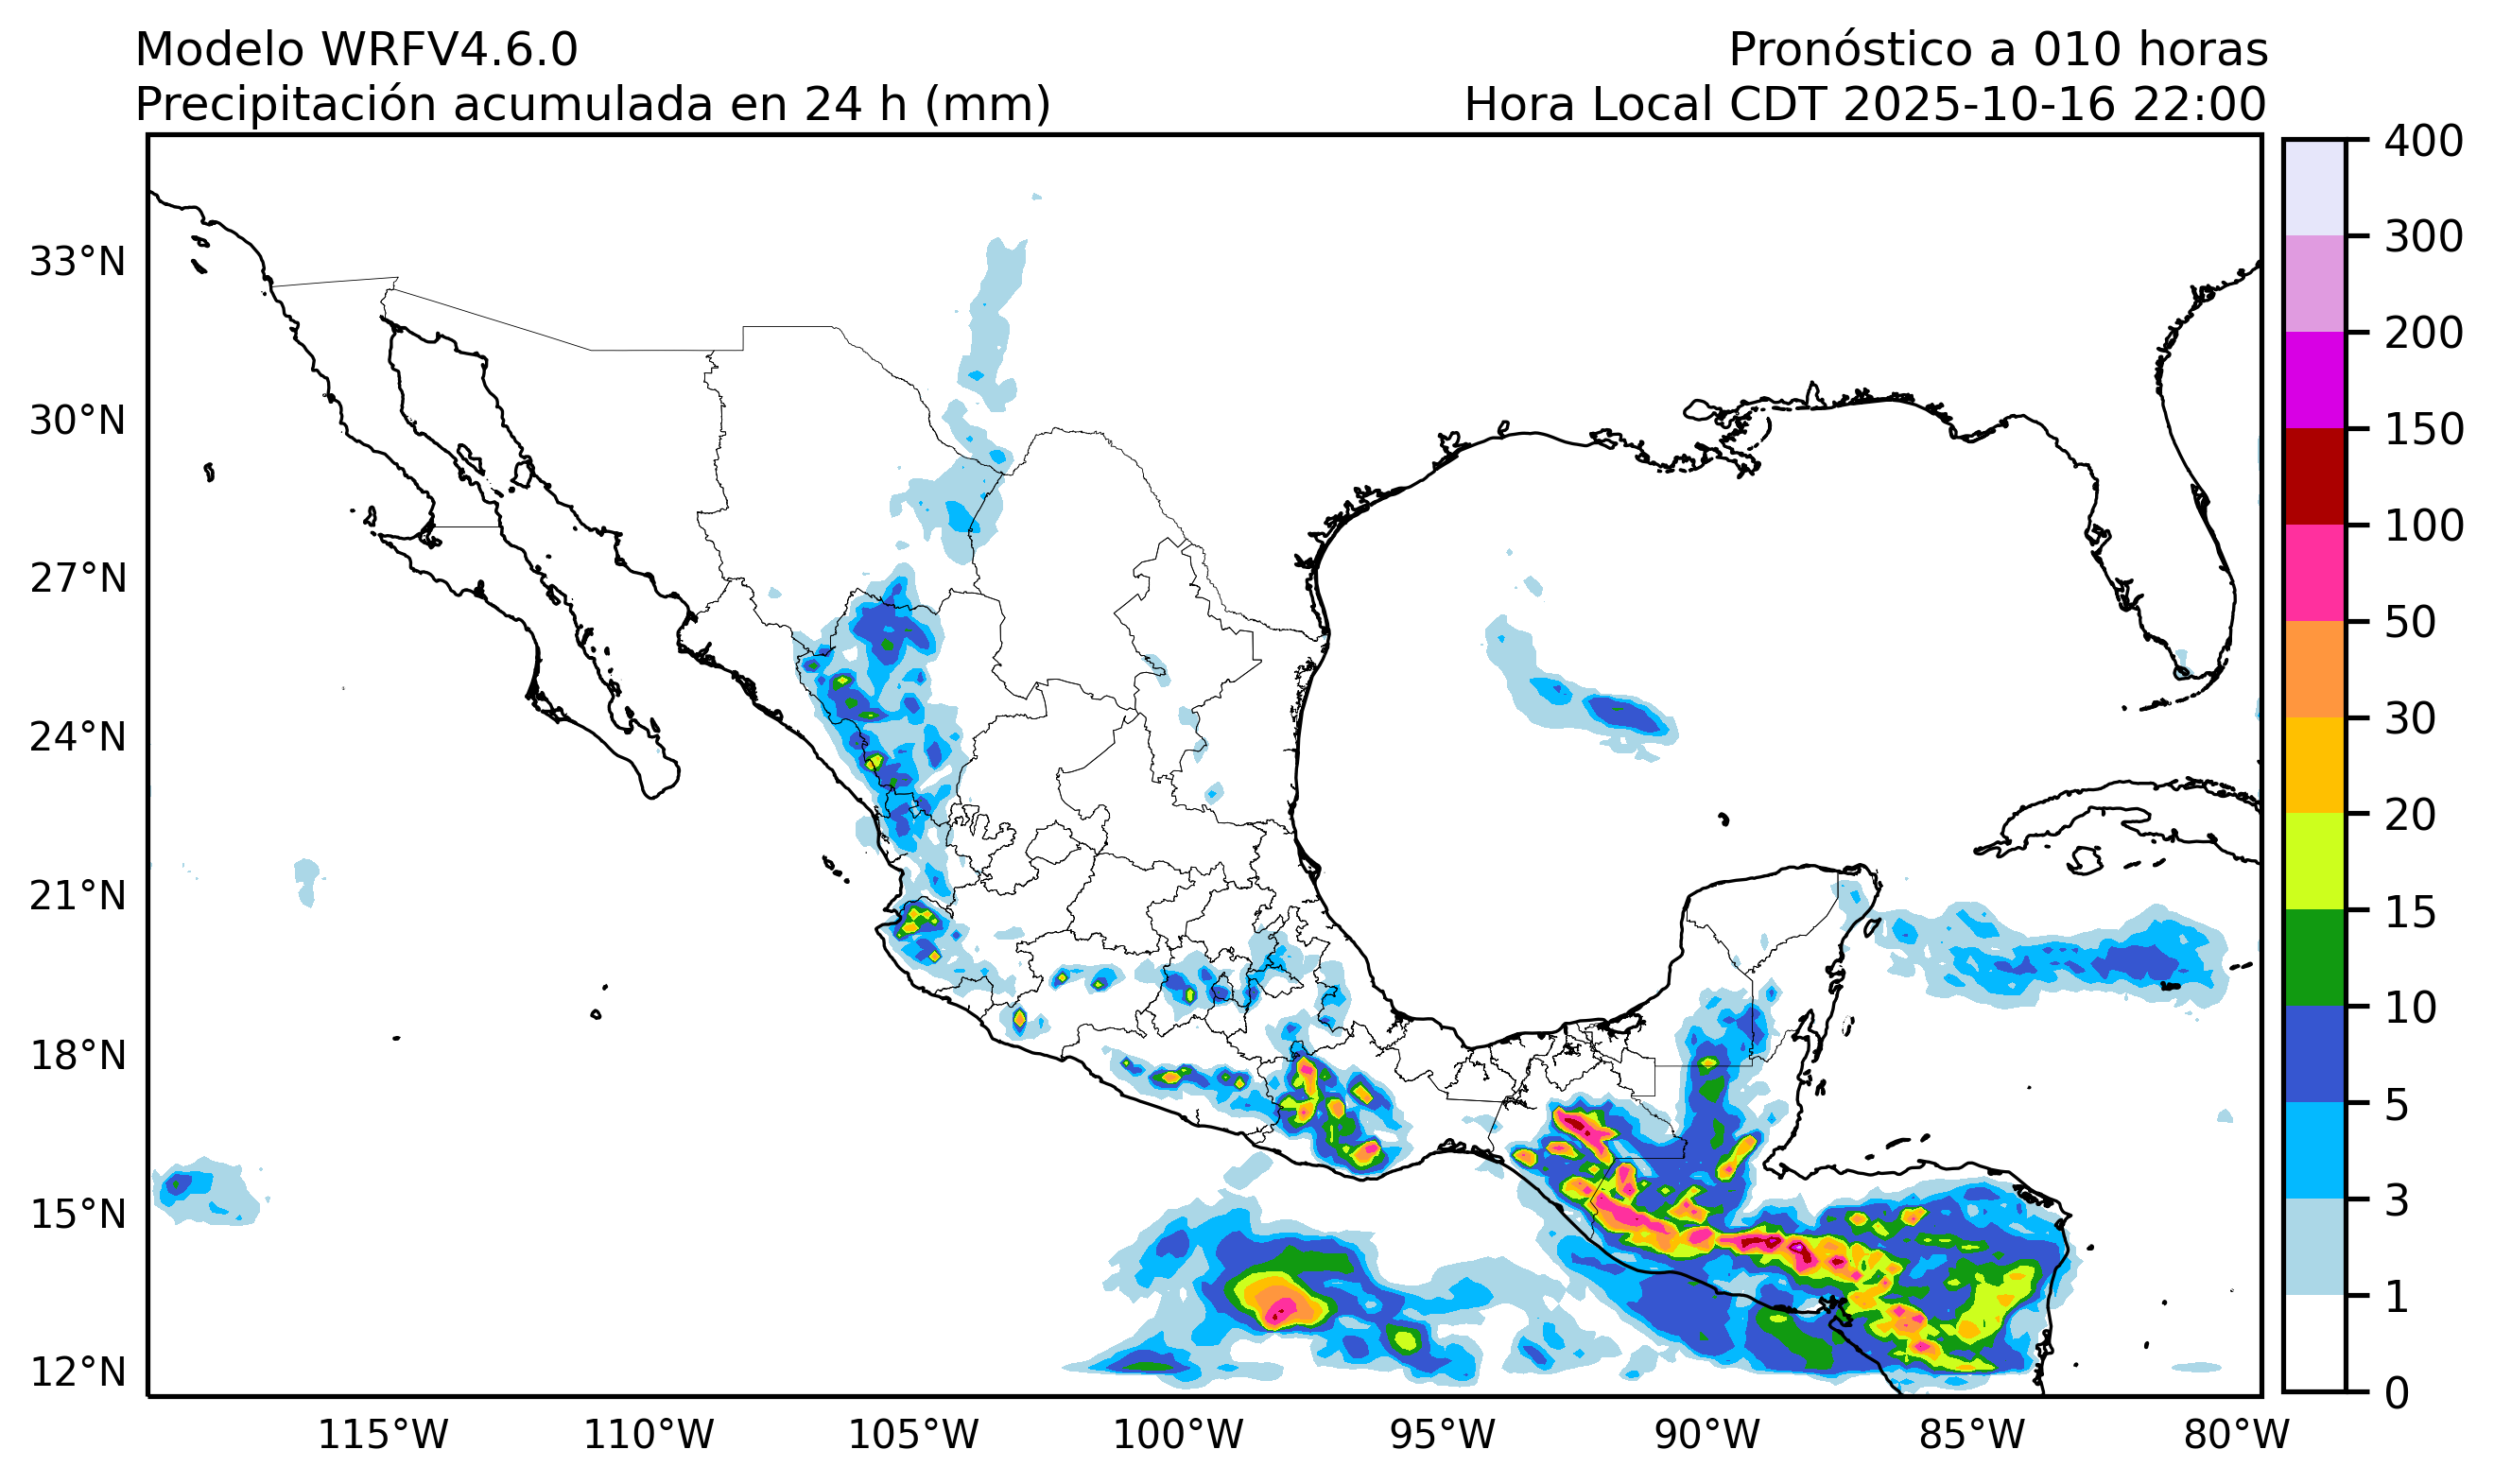 Modelo WRFV4.6.0
Pronóstico a 010 horas
Precipitación acumulada en 24 h (mm)
Hora Local CDT 2025-10-16 22:00
33°N
30°N
27°N
24°N
21°N
18°N
15°N
12°N
115°W
110°W
105°W
100°W
95°W
90°W
85°W
80°W
400
300
200
150
100
50
30
20
15
10
5
3
1
0